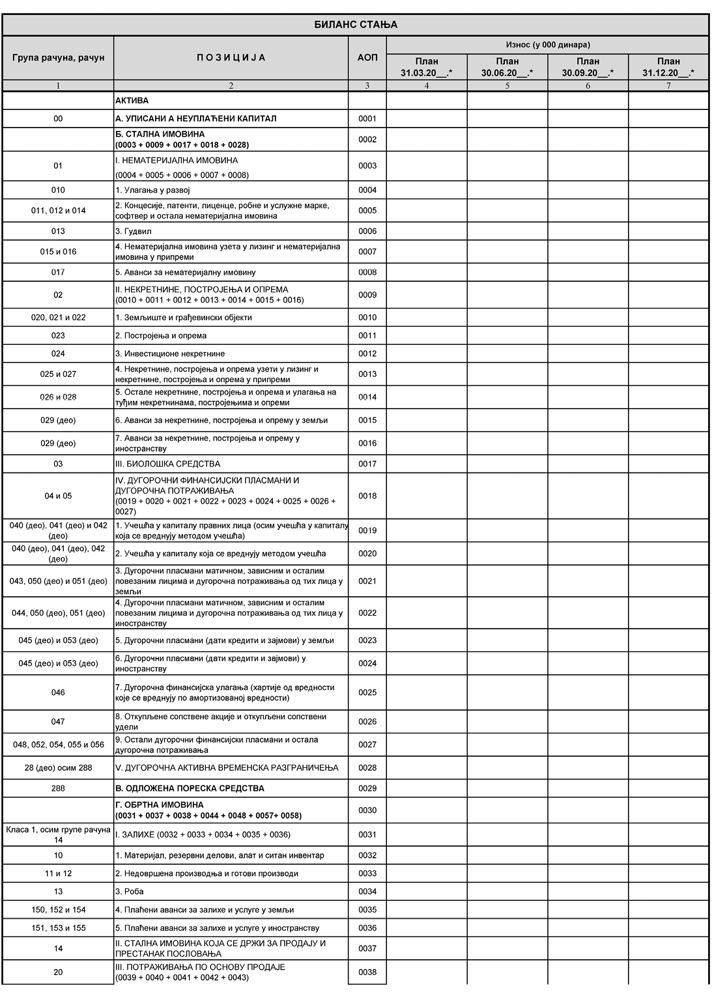 БИЛАНС СТАЊА
Група рачуна, рачун
П О З И Ц И Ј А
АОП
Износ (у 000 динара)
План
31.03.20__.*
План
30.06.20__.*
План
30.09.20__.*
План
31.12.20__.*
1 2 3 4 5 6 7
АКТИВА
00 А. УПИСАНИ А НЕУПЛАЋЕНИ КАПИТАЛ 0001
Б. СТАЛНА ИМОВИНА
(0003 + 0009 + 0017 + 0018 + 0028) 0002
01 I. НЕМАТЕРИЈАЛНА ИМОВИНА
(0004 + 0005 + 0006 + 0007 + 0008) 0003
010 1. Улагања у развој 0004
011, 012 и 014 2. Концесије, патенти, лиценце, робне и услужне марке,
софтвер и остала нематеријална имовина 0005
013 3. Гудвил 0006
015 и 016 4. Нематеријална имовина узета у лизинг и нематеријална
имовина у припреми 0007
017 5. Аванси за нематеријалну имовину 0008
02 II. НЕКРЕТНИНЕ, ПОСТРОЈЕЊА И ОПРЕМА
(0010 + 0011 + 0012 + 0013 + 0014 + 0015 + 0016) 0009
020, 021 и 022 1. Земљиште и грађевински објекти 0010
023 2. Постројења и опрема 0011
024 3. Инвестиционе некретнине 0012
025 и 027 4. Некретнине, постројења и опрема узети у лизинг и
некретнине, постројења и опрема у припреми 0013
026 и 028 5. Остале некретнине, постројења и опрема и улагања на
туђим некретнинама, постројењима и опреми 0014
029 (део) 6. Аванси за некретнине, постројења и опрему у земљи 0015
029 (део) 7. Аванси за некретнине, постројења и опрему у
иностранству 0016
03 III. БИОЛОШКА СРЕДСТВА 0017
04 и 05 IV. ДУГОРОЧНИ ФИНАНСИЈСКИ ПЛАСМАНИ И
ДУГОРОЧНА ПОТРАЖИВАЊА
(0019 + 0020 + 0021 + 0022 + 0023 + 0024 + 0025 + 0026 +
0027) 0018
040 (део), 041 (део) и 042
(део) 1. Учешћа у капиталу правних лица (осим учешћа у капиталу
која се вреднују методом учешћа) 0019
040 (део), 041 (део), 042
(део) 2. Учешћа у капиталу која се вреднују методом учешћа 0020
043, 050 (део) и 051 (део) 3. Дугорочни пласмани матичном, зависним и осталим
повезаним лицима и дугорочна потраживања од тих лица у
земљи 0021
044, 050 (део), 051 (део) 4. Дугорочни пласмани матичном, зависним и осталим
повезаним лицима и дугорочна потраживања од тих лица у
иностранству 0022
045 (део) и 053 (део) 5. Дугорочни пласмани (дати кредити и зајмови) у земљи 0023
045 (део) и 053 (део) 6. Дугорочни пласмани (дати кредити и зајмови) у
иностранству 0024
046 7. Дугорочна финансијска улагања (хартије од вредности
које се вреднују по амортизованој вредности) 0025
047 8. Откупљене сопствене акције и откупљени сопствени
удели 0026
048, 052, 054, 055 и 056 9. Остали дугорочни финансијски пласмани и остала
дугорочна потраживања 0027
28 (део) осим 288 V. ДУГОРОЧНА АКТИВНА ВРЕМЕНСКА РАЗГРАНИЧЕЊА 0028
288 В. ОДЛОЖЕНА ПОРЕСКА СРЕДСТВА 0029
Г. ОБРТНА ИМОВИНА
(0031 + 0037 + 0038 + 0044 + 0048 + 0057+ 0058) 0030
Класа 1, осим групе рачуна
14 I. ЗАЛИХЕ (0032 + 0033 + 0034 + 0035 + 0036) 0031
10 1. Материјал, резервни делови, алат и ситан инвентар 0032
11 и 12 2. Недовршена производња и готови производи 0033
13 3. Роба 0034
150, 152 и 154 4. Плаћени аванси за залихе и услуге у земљи 0035
151, 153 и 155 5. Плаћени аванси за залихе и услуге у иностранству 0036
14 II. СТАЛНА ИМОВИНА КОЈА СЕ ДРЖИ ЗА ПРОДАЈУ И
ПРЕСТАНАК ПОСЛОВАЊА 0037
20 III. ПОТРАЖИВАЊА ПО ОСНОВУ ПРОДАЈЕ
(0039 + 0040 + 0041 + 0042 + 0043) 0038